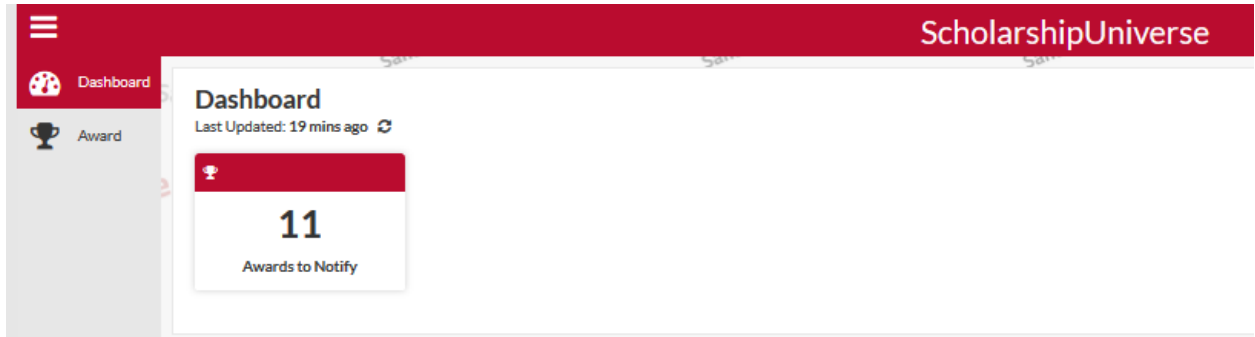 ScholarshipUniverse
Dashboard
Award
Dashboard
Last Updated: 19 mins ago
11
Awards to Notify